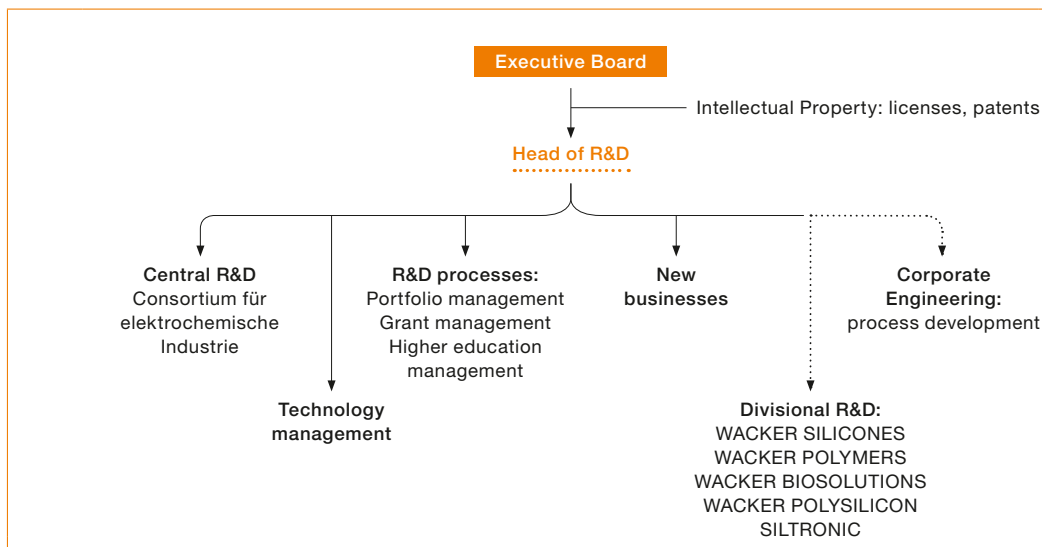 Executive Board
Intellectual Property: licenses, patents
Head of R&D
Central R&D
Consortium für
elektrochemische
Industrie
Technology
management
R&D processes:
Portfolio management
Grant management
Higher education
management
New
businesses
Divisional R&D:
WACKER SILICONES
WACKER POLYMERS
WACKER BIOSOLUTIONS
WACKER POLYSILICON
SILTRONIC
Corporate
Engineering:
process development